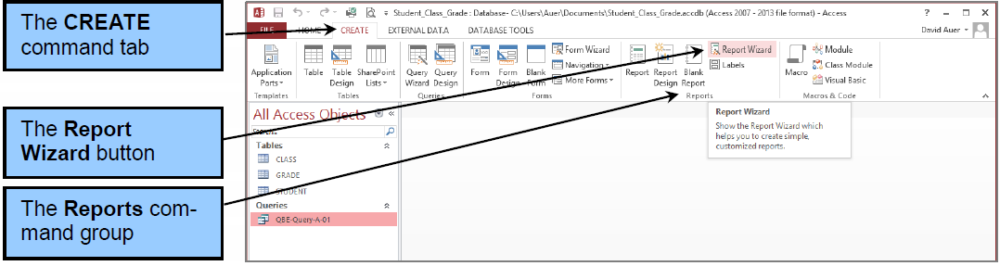 The CREATE
command tab
The Report
Wizard button
The Reports com-
mand group
Student_Class_Grade : Database- C:\Users\Auer\Documents\Student_Class_Grade.accdb (Access 2007 - 2013 file format) - Access
David Auer
FILE HOME CREATE EXTERNAL DATA DATABASE TOOLS
Application
Parts
Templates
Table
Table
Design
SharePoint
Lists
Tables
Query
Wizard
Query
Design
Queries
Form
Form
Design
Blank
Form
Form Wizard
Navigation
More Forms
Forms
Report
Report
Design
Blank
Report
Report Wizard
Labels
Reports
Macro
Module
Class Module
Visual Basic
Macros & Code
All Access Objects
Search...
Tables
CLASS
GRADE
STUDENT
Queries
QBE-Query-A-01
Report Wizard
Show the Report Wizard which
helps you to create simple,
customized reports.